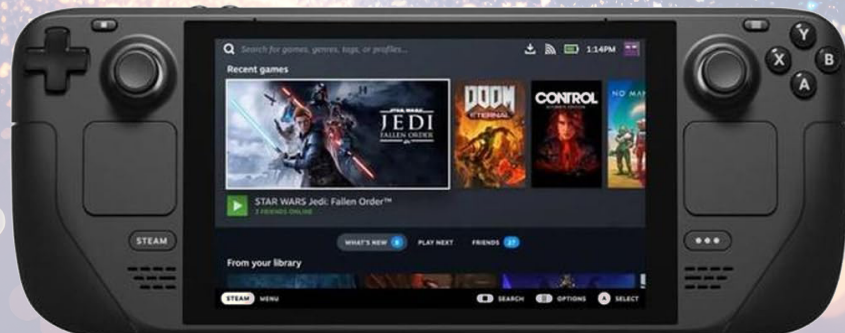 Search for games, genres, tags, or profiles...
1:14PM
Recent games
STAR WARS
JEDI
FALLEN ORDER
DOOM
ETERNAL
CONTROL
NO MAN
STAR WARS Jedi: Fallen Order™
3 FRIENDS ONLINE
WHAT'S NEW
PLAY NEXT
FRIENDS
From your library
STEAM MENU
SEARCH
OPTIONS
A SELECT
STEAM
Y
X
B
A